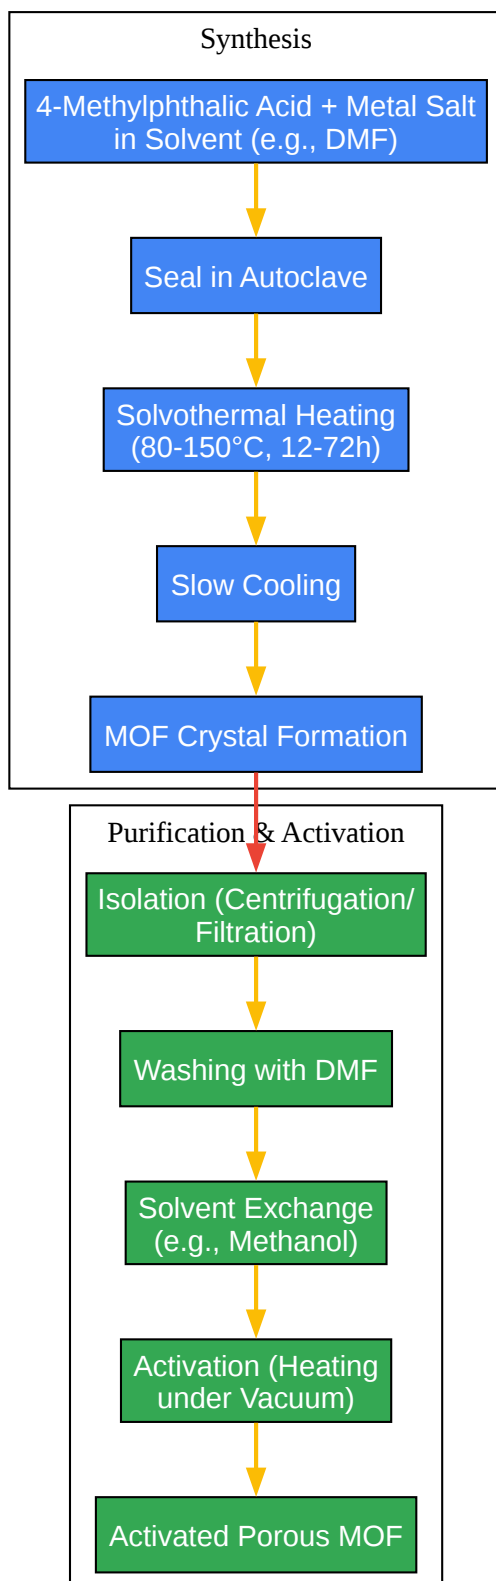 Synthesis
4-Methylphthalic Acid + Metal Salt
in Solvent (e.g., DMF)
Seal in Autoclave
Solvothermal Heating
(80-150°C, 12-72h)
Slow Cooling
MOF Crystal Formation
Purification & Activation
Isolation (Centrifugation/
Filtration)
Washing with DMF
Solvent Exchange
(e.g., Methanol)
Activation (Heating
under Vacuum)
Activated Porous MOF